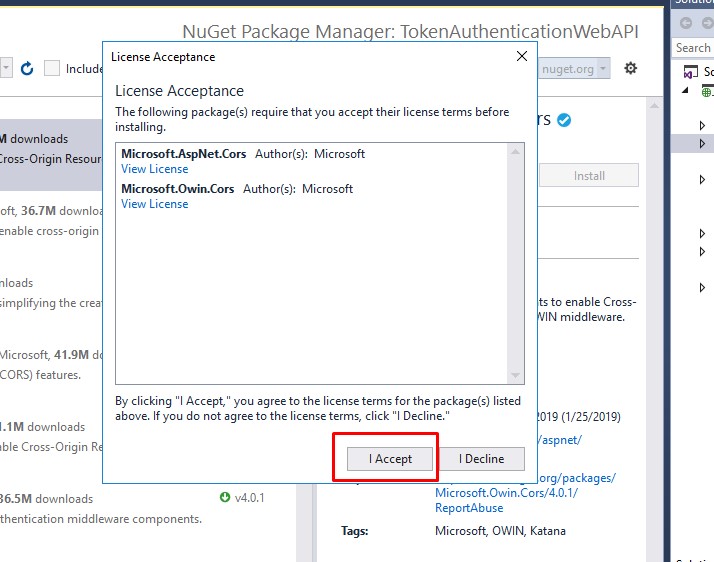 Solution
NuGet Package Manager: TokenAuthenticationWebAPI
License Acceptance
Include
nuget.org
Search
License Acceptance
The following package(s) require that you accept their license terms before
installing.
M downloads
Cross-Origin Resour
Microsoft.AspNet.Cors Author(s): Microsoft
View License
Install
Microsoft.Owin.Cors Author(s): Microsoft
View License
oft, 36.7M downloa
enable cross-origin
nloads
simplifying the crea
ts to enable Cross-
WIN middleware.
Microsoft, 41.9M do
CORS) features.
By clicking "I Accept," you agree to the license terms for the package(s) listed
above. If you do not agree to the license terms, click "I Decline."
2019 (1/25/2019)
/aspnet/
.1M downloads
ble Cross-Origin Re
I Accept
I Decline
.org/packages/
Microsoft.Owin.Cors/4.0.1/
ReportAbuse
36.5M downloads
v4.0.1
thentication middleware components.
Tags:
Microsoft, OWIN, Katana